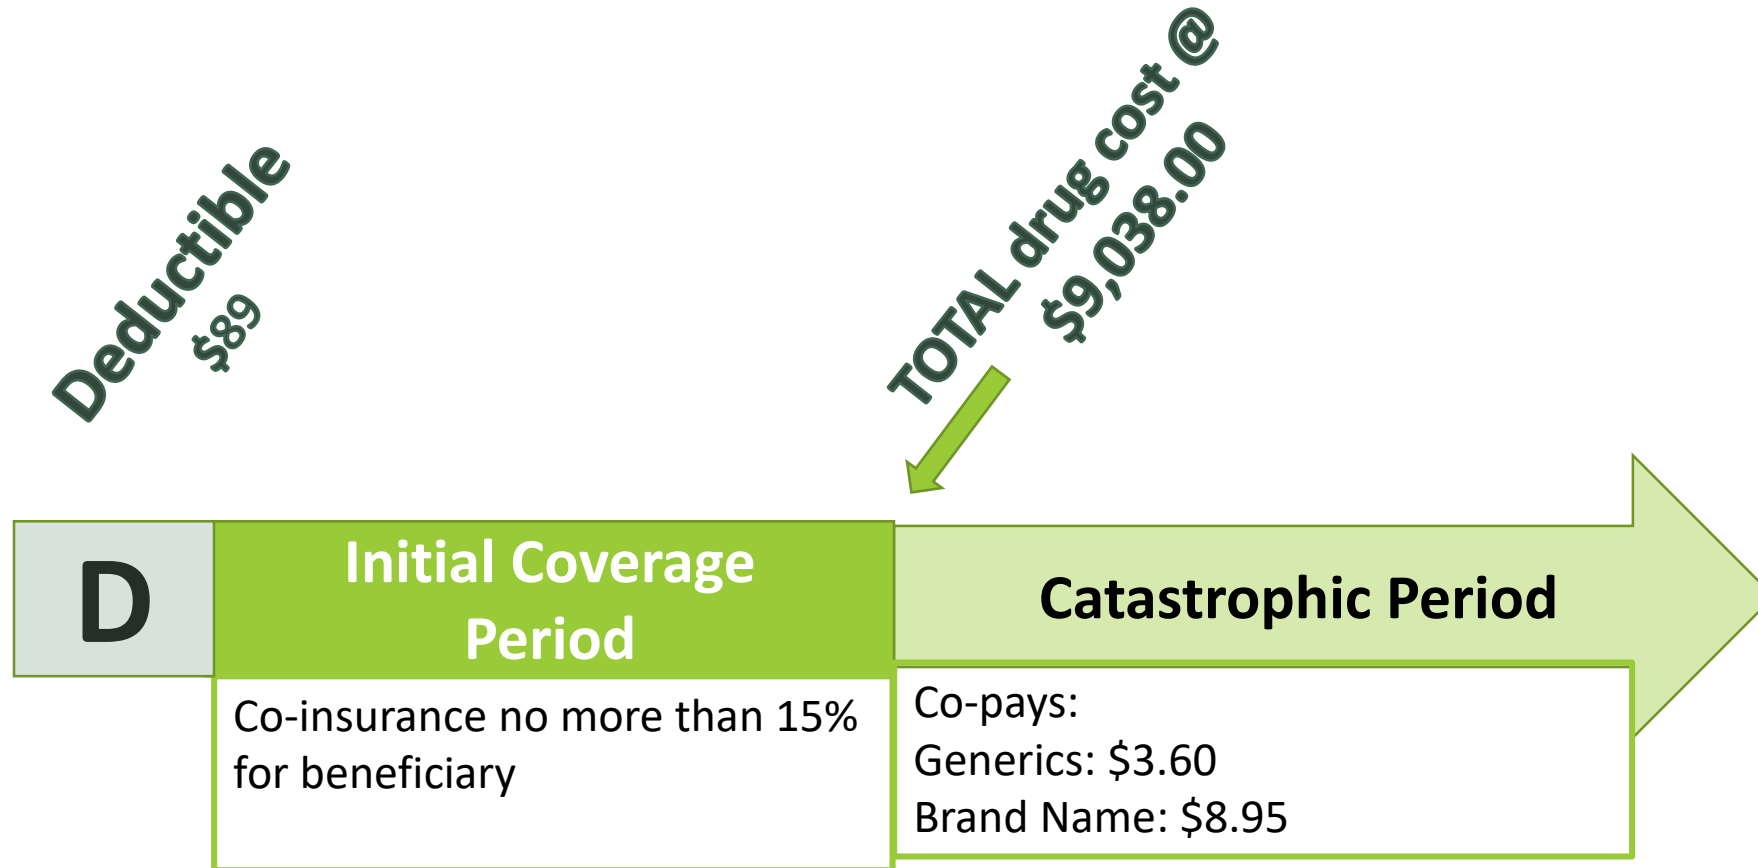 Deductible
$89
TOTAL drug cost @
$9,038.00
D
Initial Coverage
Period
Catastrophic Period
Co-insurance no more than 15%
for beneficiary
Co-pays:
Generics: $3.60
Brand Name: $8.95